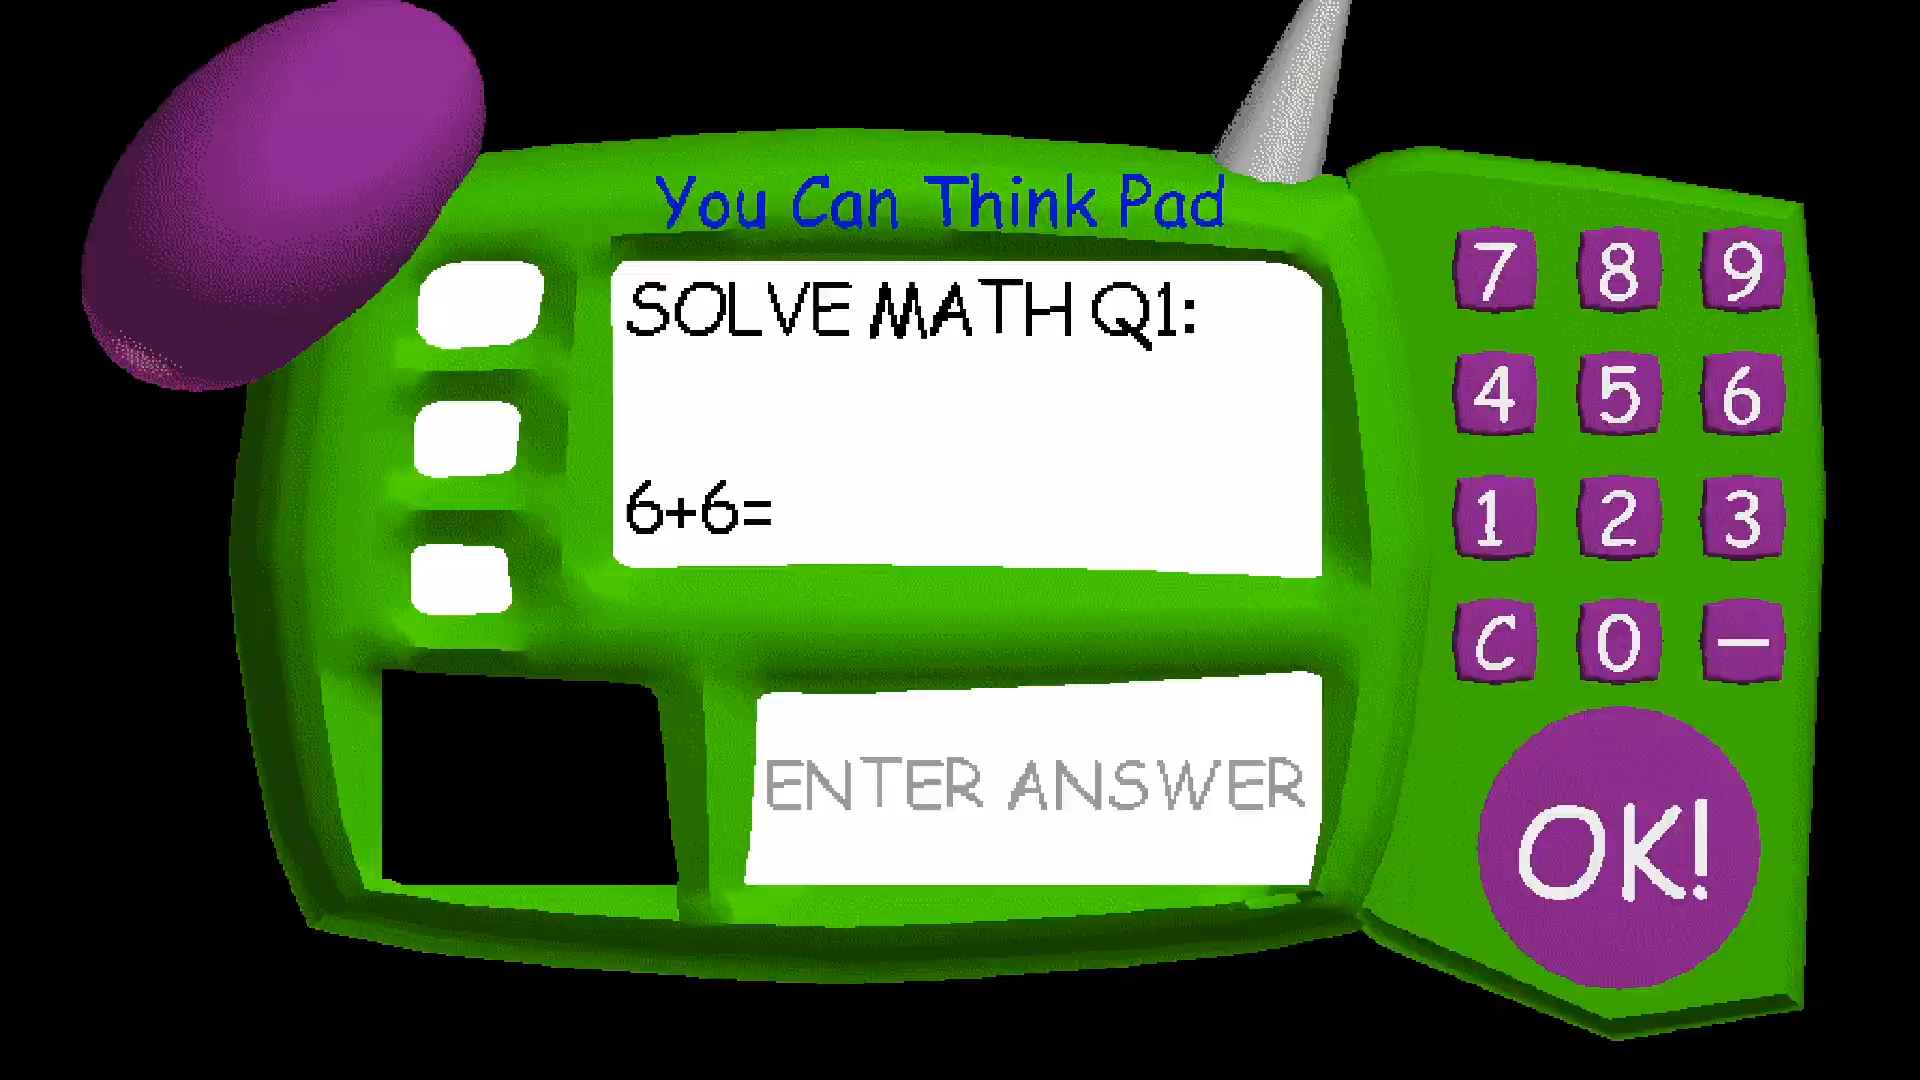 You Can Think Pad
SOLVE MATH Q1:
6+6=
ENTER ANSWER
7 8 9
4 5 6
1 2 3
C 0 —
OK!